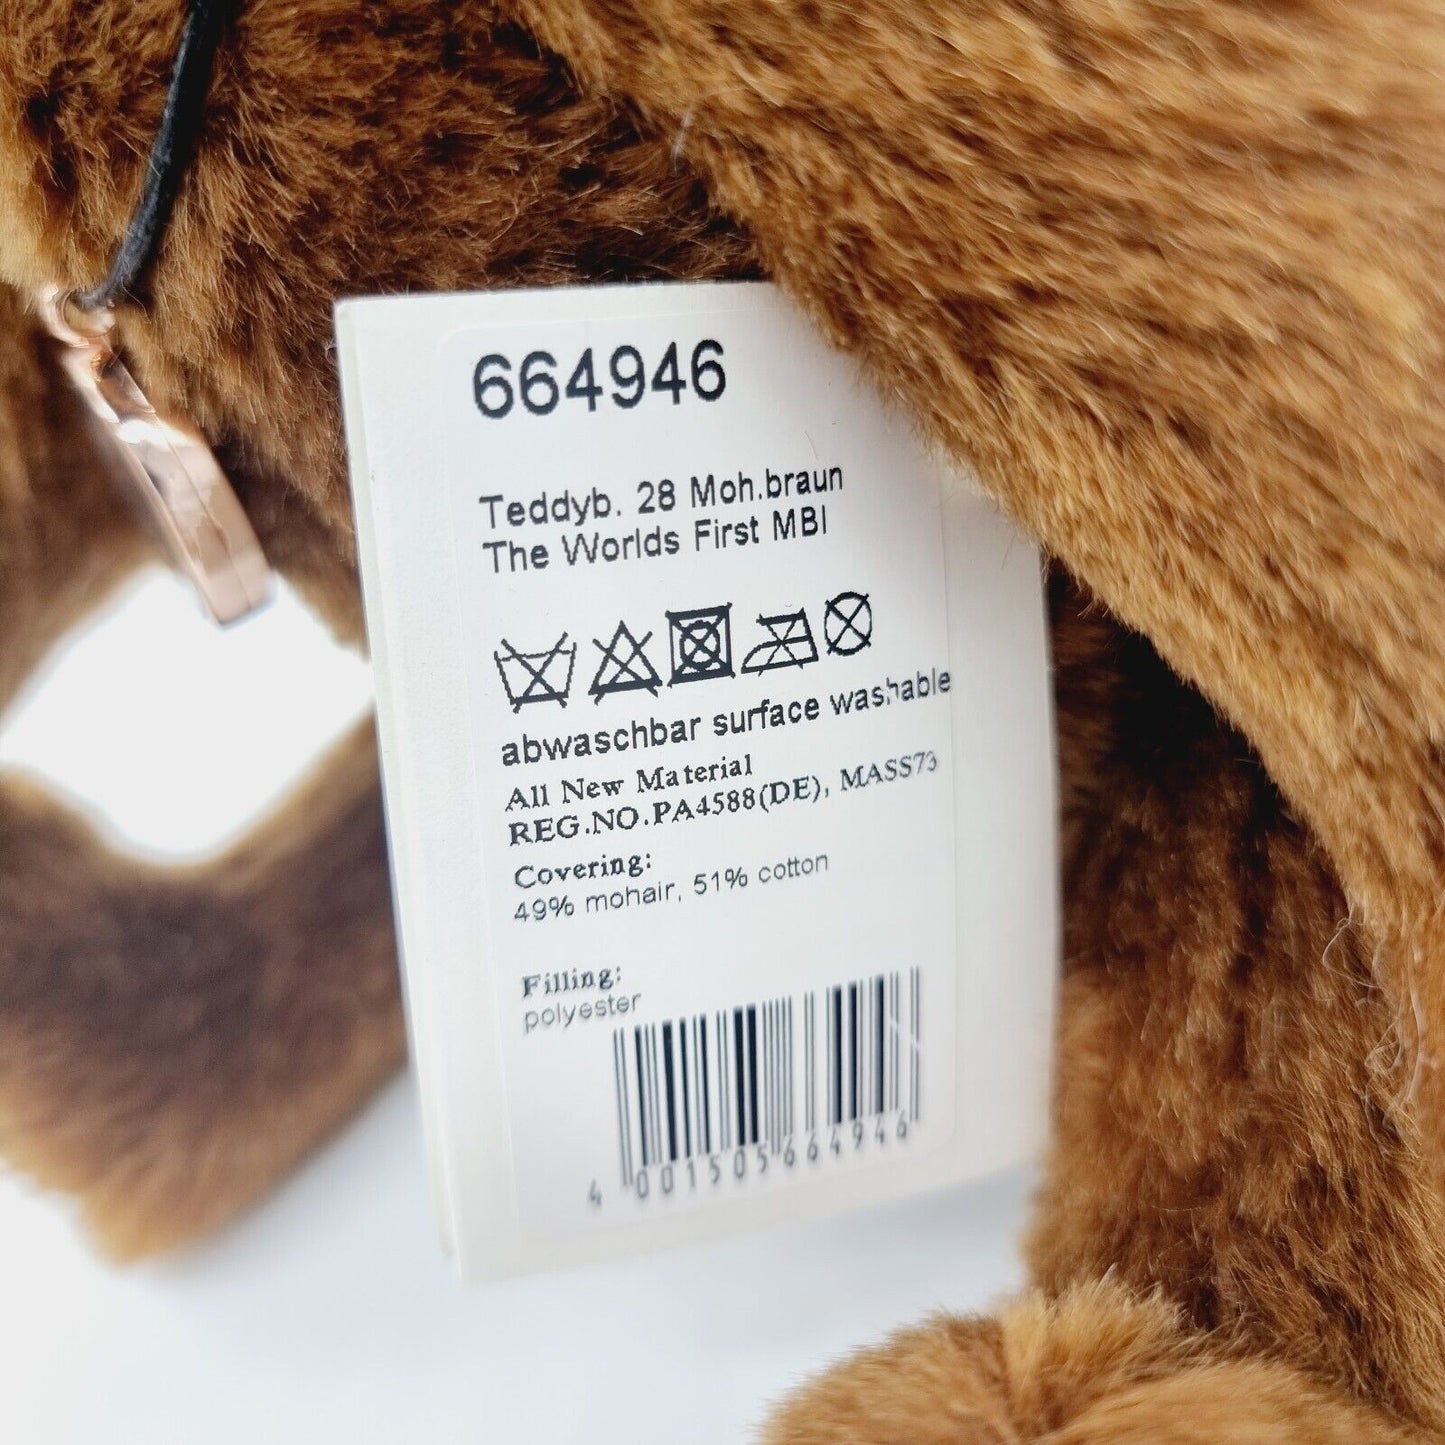 664946
Teddyb. 28 Moh.braun
The Worlds First MBI
abwaschbar surface washable
All New Material
REG.NO.PA4588(DE), MASS73
Covering:
49% mohair, 51% cotton
Filling:
polyester
4 001505 664946